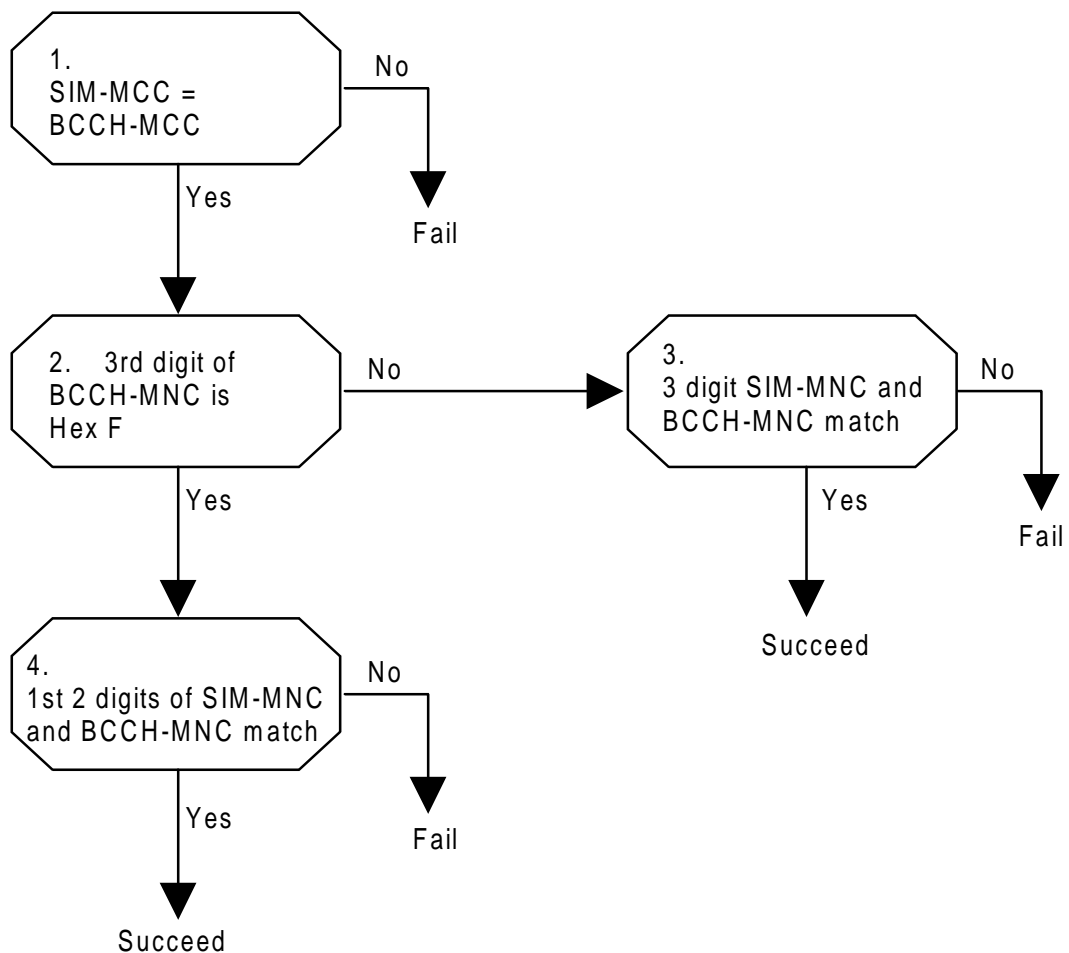 1.
SIM-MCC =
BCCH-MCC
No
Yes
Fail
2. 3rd digit of
BCCH-MNC is
Hex F
No
3.
3 digit SIM-MNC and
BCCH-MNC match
No
Yes
Yes
Fail
Succeed
4.
1st 2 digits of SIM-MNC
and BCCH-MNC match
No
Yes
Fail
Succeed